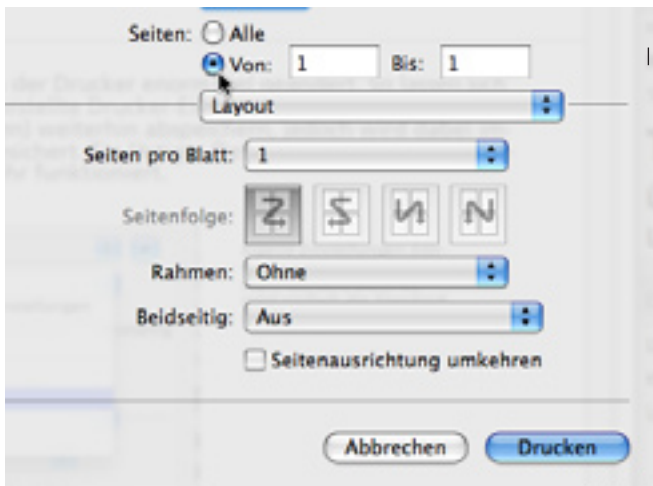 Seiten: Alle
Von: 1 Bis: 1
Layout
Seiten pro Blatt: 1
Seitenfolge:
Rahmen: Ohne
Beidseitig: Aus
Seitenausrichtung umkehren
Abbrechen Drucken